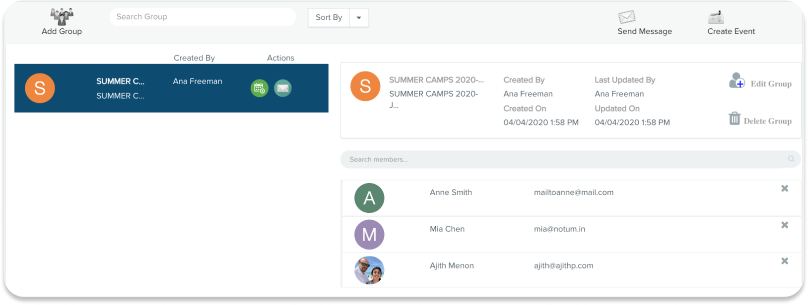 Add Group
Search Group
Sort By
Send Message
Create Event
Created By
Actions
S
SUMMER C...
SUMMER C...
Ana Freeman
S
SUMMER CAMPS 2020-...
SUMMER CAMPS 2020-
J...
Created By
Ana Freeman
Created On
04/04/2020 1:58 PM
Last Updated By
Ana Freeman
Updated On
04/04/2020 1:58 PM
Edit Group
Delete Group
Search members...
A
Anne Smith
mailtoanne@mail.com
M
Mia Chen
mia@notum.in
Ajith Menon
ajith@ajithp.com